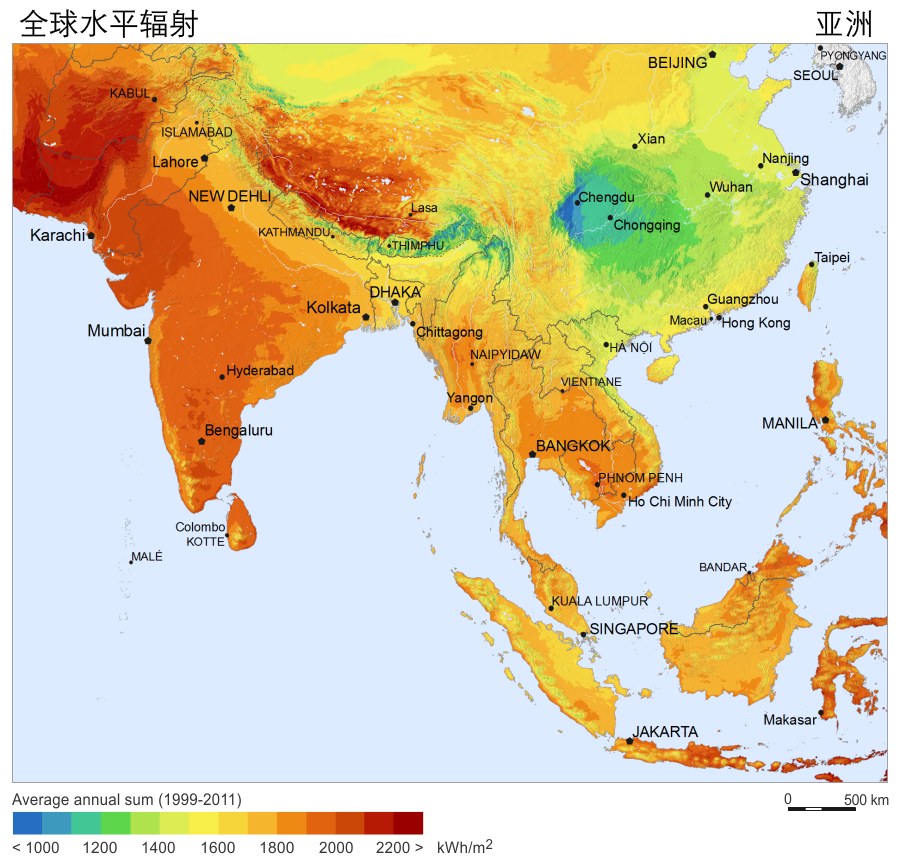 全球水平辐射 亚洲
PYONGYANG
BEIJING
SEOUL
KABUL
ISLAMABAD
Xian
Lahore
Nanjing
Shanghai
NEW DEHLI
Wuhan
Chengdu
Lasa
Chongqing
Karachi
KATHMANDU
THIMPHU
Taipei
DHAKA
Guangzhou
Kolkata
Macau
Hong Kong
Mumbai
Chittagong
HÀ NỘI
NAIPYIDAW
Hyderabad
VIENTIANE
Yangon
MANILA
Bengaluru
BANGKOK
PHNOM PENH
Ho Chi Minh City
Colombo
KOTTE
MALÉ
BANDAR
KUALA LUMPUR
SINGAPORE
Makasar
JAKARTA
Average annual sum (1999-2011)
0 500 km
< 1000 1200 1400 1600 1800 2000 2200 > kWh/m2